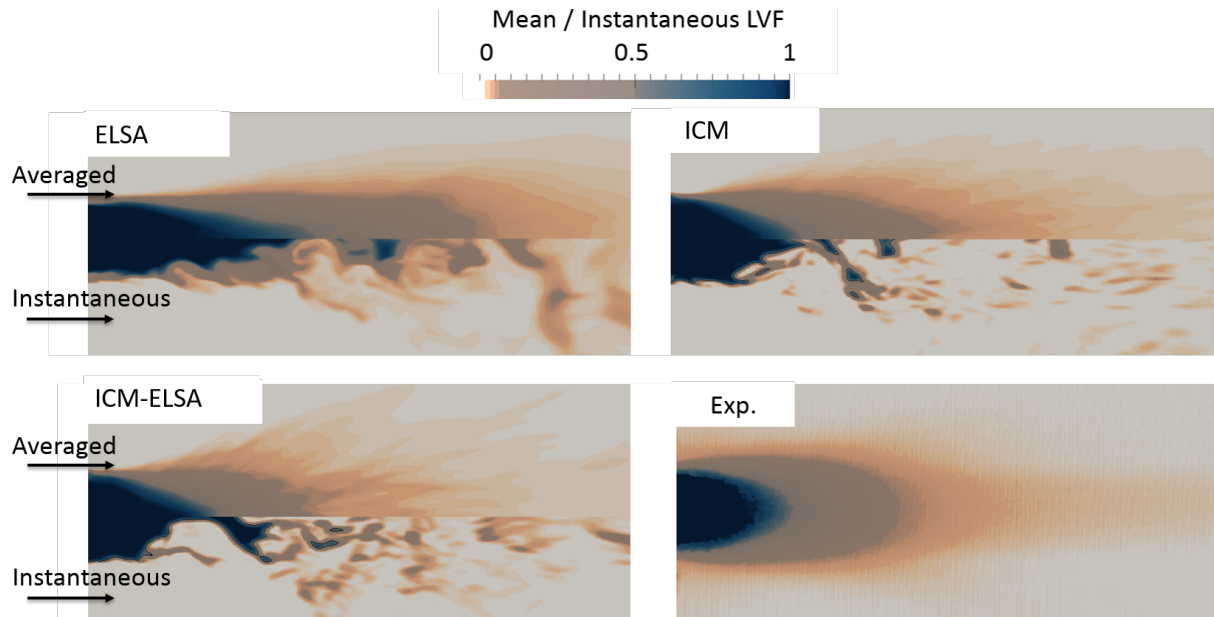 Mean / Instantaneous LVF
0 0.5 1
ELSA
ICM
Averaged
Instantaneous
ICM-ELSA
Exp.
Averaged
Instantaneous